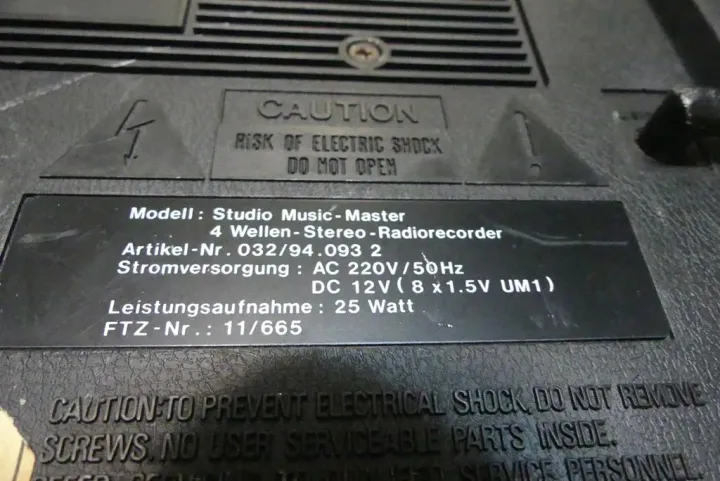 CAUTION
RISK OF ELECTRIC SHOCK
DO NOT OPEN
Modell: Studio Music-Master
4 Wellen-Stereo-Radiorecorder
Artikel-Nr. 032/94.093 2
Stromversorgung: AC 220V/50Hz
DC 12V (8 x 1.5V UM1)
Leistungsaufnahme: 25 Watt
FTZ-Nr.: 11/665
CAUTION:TO PREVENT ELECTRICAL SHOCK, DO NOT REMOVE
SCREWS. NO USER SERVICEABLE PARTS INSIDE.
SERVICE PERSONNEL.